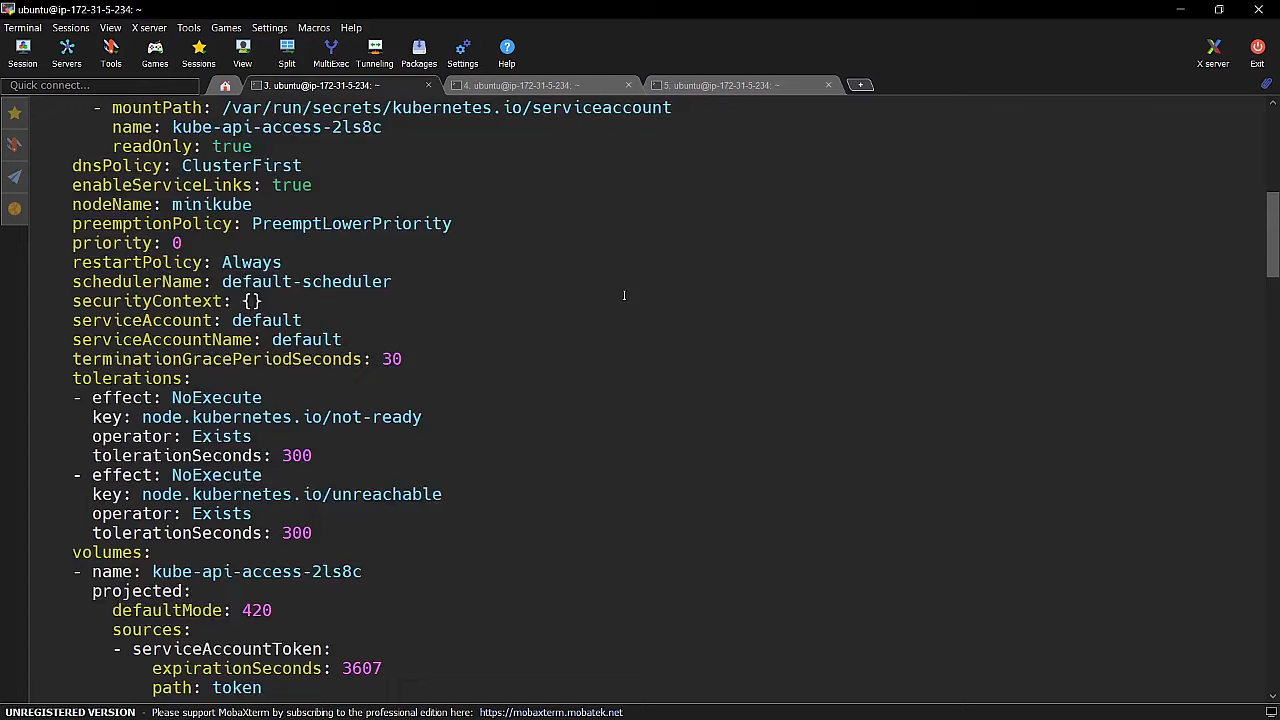 ubuntu@ip-172-31-5-234: ~
Terminal Sessions View X server Tools Games Settings Macros Help
Session Servers Tools Games Sessions View Split MultiExec Tunneling Packages Settings Help X server Exit
Quick connect...
3. ubuntu@ip-172-31-5-234: ~
4. ubuntu@ip-172-31-5-234: ~
5. ubuntu@ip-172-31-5-234: ~
- mountPath: /var/run/secrets/kubernetes.io/serviceaccount
name: kube-api-access-2ls8c
readOnly: true
dnsPolicy: ClusterFirst
enableServiceLinks: true
nodeName: minikube
preemptionPolicy: PreemptLowerPriority
priority: 0
restartPolicy: Always
schedulerName: default-scheduler
securityContext: {}
serviceAccount: default
serviceAccountName: default
terminationGracePeriodSeconds: 30
tolerations:
- effect: NoExecute
key: node.kubernetes.io/not-ready
operator: Exists
tolerationSeconds: 300
- effect: NoExecute
key: node.kubernetes.io/unreachable
operator: Exists
tolerationSeconds: 300
volumes:
- name: kube-api-access-2ls8c
projected:
defaultMode: 420
sources:
- serviceAccountToken:
expirationSeconds: 3607
path: token
UNREGISTERED VERSION - Please support MobaXterm by subscribing to the professional edition here: https://mobaxterm.mobatek.net